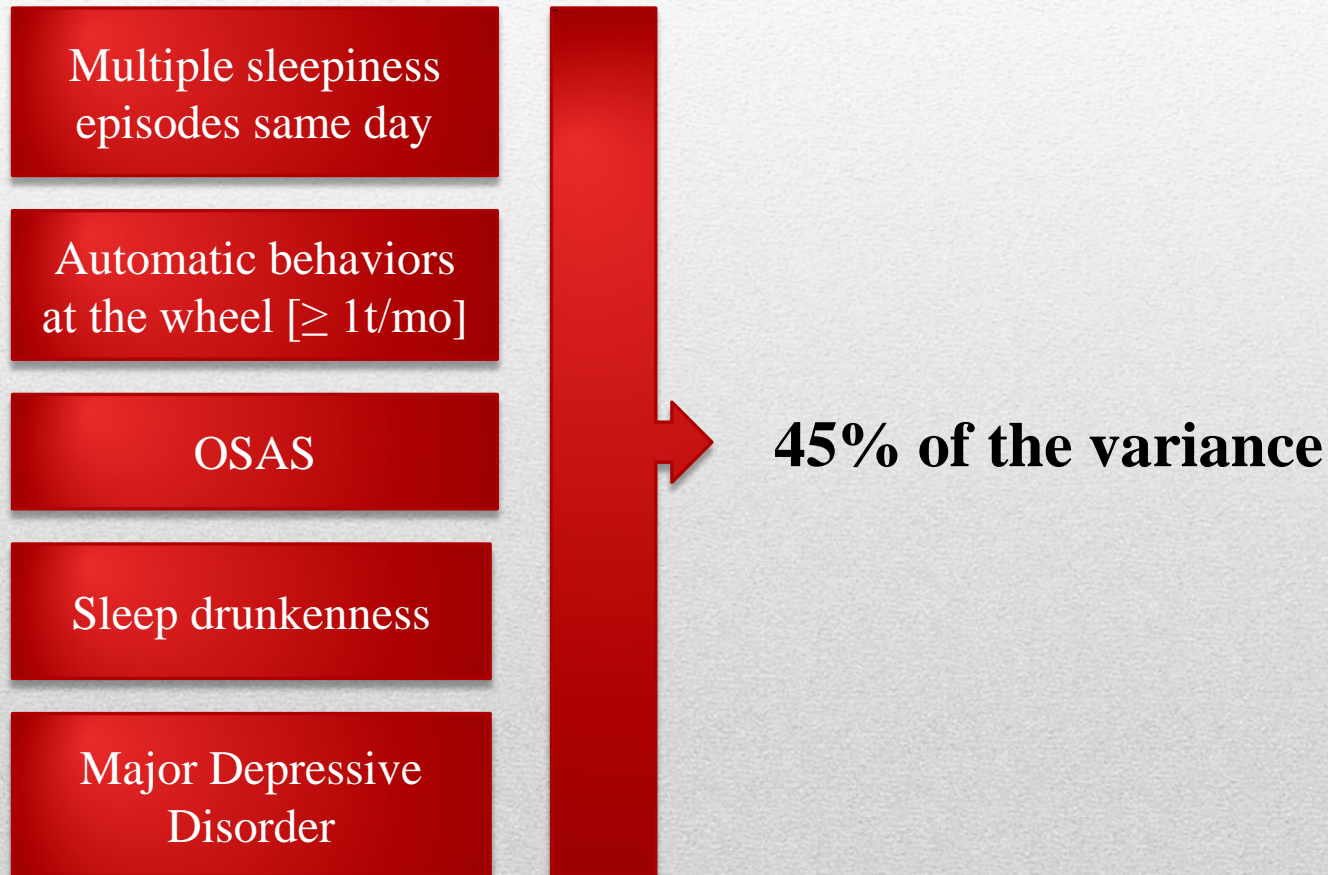 Multiple sleepiness
episodes same day
Automatic behaviors
at the wheel [≥ 1t/mo]
OSAS
Sleep drunkenness
Major Depressive
Disorder
45% of the variance